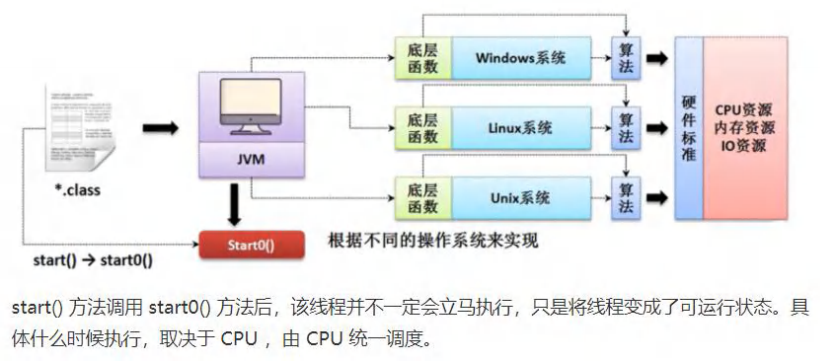 底层函数
Windows系统
算法
底层函数
Linux系统
算法
底层函数
Unix系统
算法
硬件标准
CPU资源
内存资源
IO资源
JVM
*.class
Start0()
start() → start0()
根据不同的操作系统来实现
start() 方法调用 start0() 方法后，该线程并不一定会立马执行，只是将线程变成了可运行状态。具
体什么时候执行，取决于 CPU ，由 CPU 统一调度。